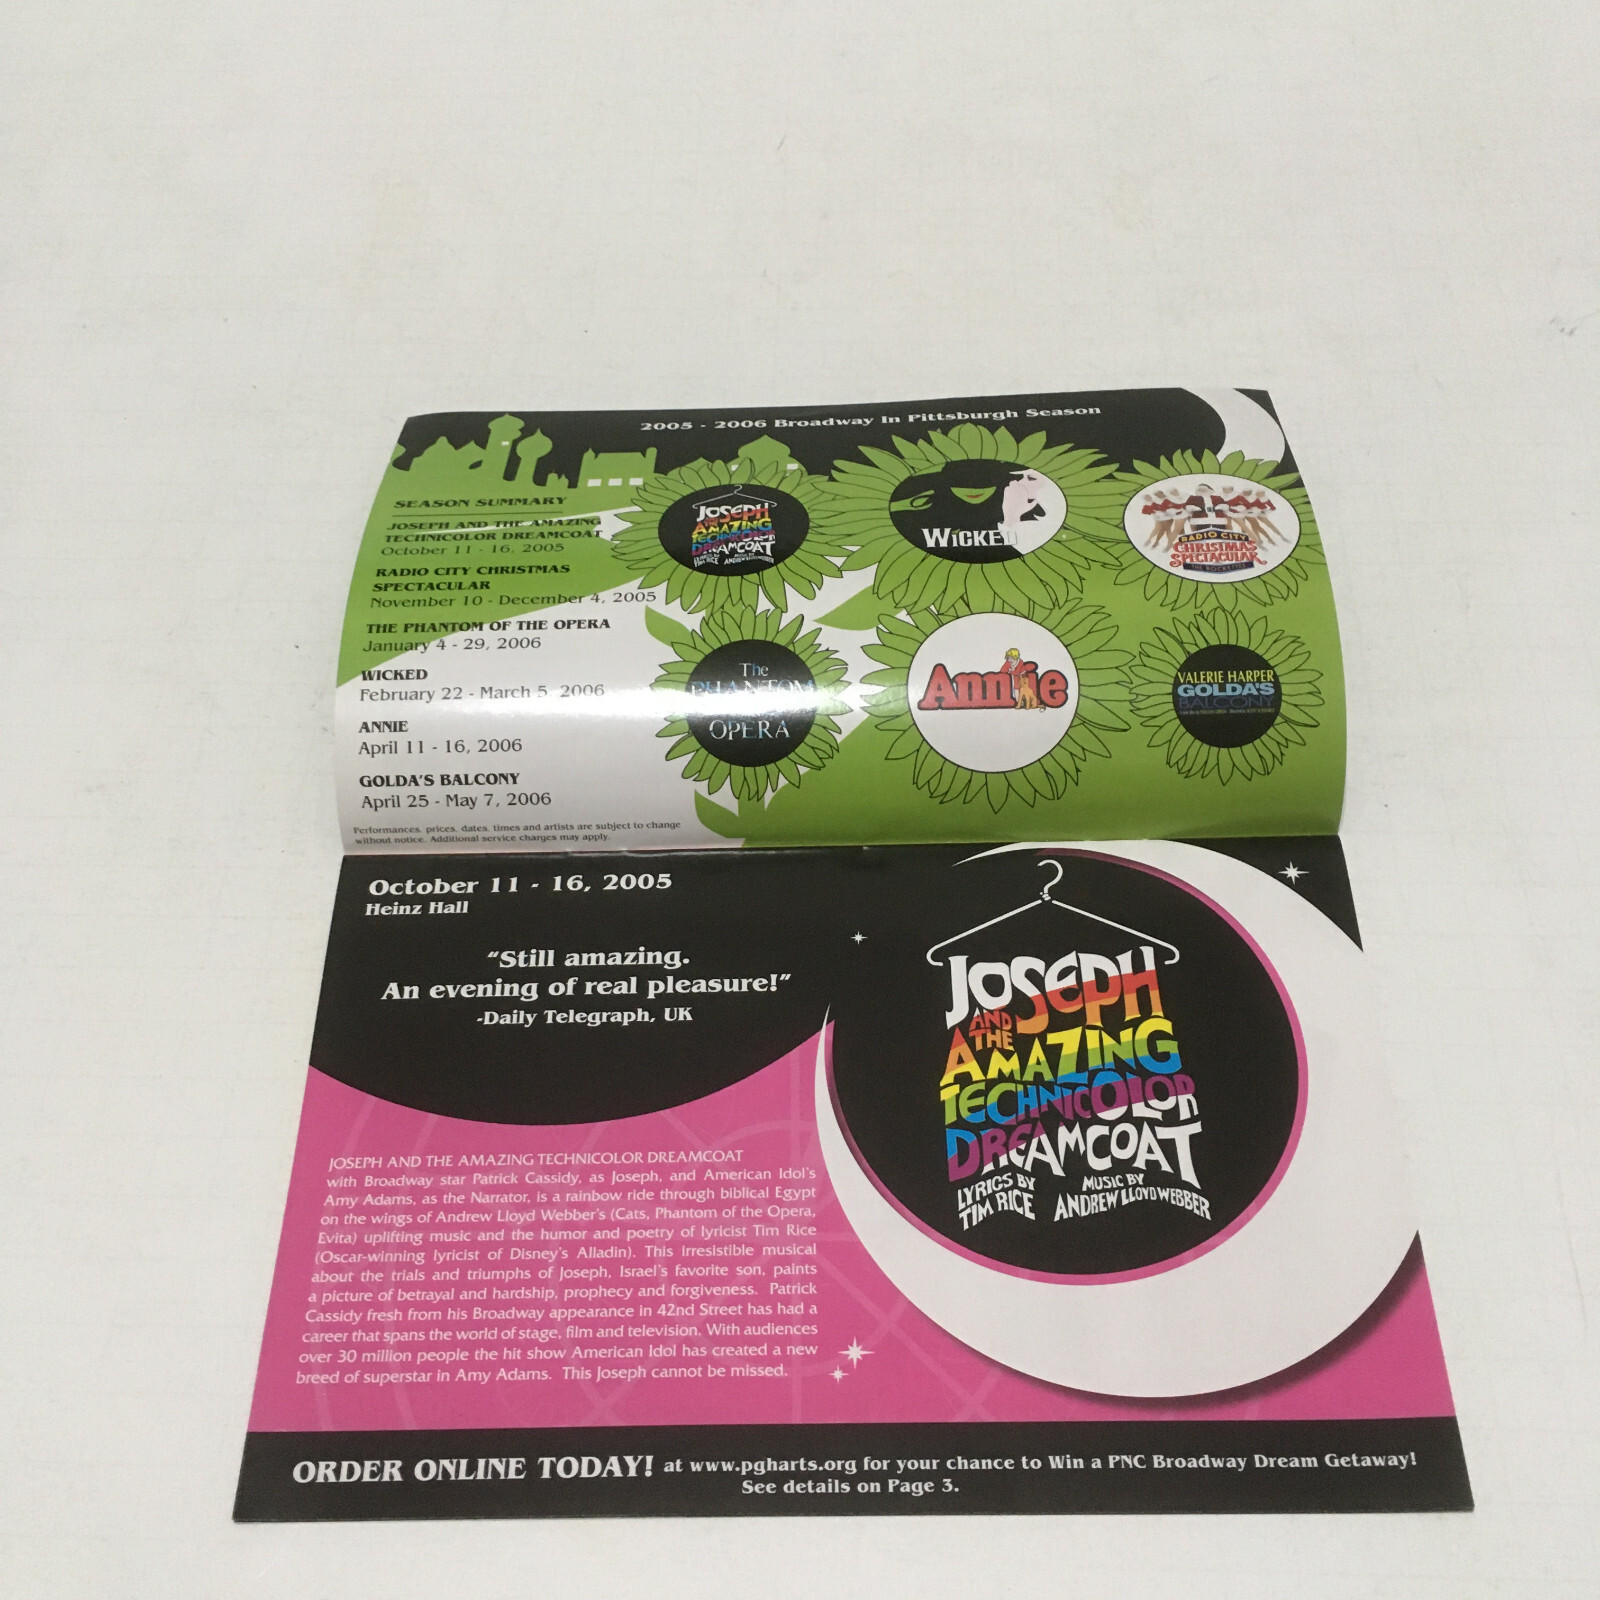 2005 - 2006 Broadway In Pittsburgh Season
SEASON SUMMARY
JOSEPH AND THE AMAZING
TECHNICOLOR DREAMCOAT
October 11 - 16, 2005
RADIO CITY CHRISTMAS
SPECTACULAR
November 10 - December 4, 2005
THE PHANTOM OF THE OPERA
January 4 - 29, 2006
WICKED
February 22 - March 5, 2006
ANNIE
April 11 - 16, 2006
GOLDA'S BALCONY
April 25 - May 7, 2006
Performances, prices, dates, times and artists are subject to change
without notice. Additional service charges may apply.
JOSEPH
AND THE
AMAZING
TECHNICOLOR
DREAMCOAT
LYRICS BY
TIM RICE
MUSIC BY
ANDREW LLOYD WEBBER
WICKED
RADIO CITY
CHRISTMAS
SPECTACULAR
THE ROCKETTES
The
PHANTOM
OPERA
Annie
VALERIE HARPER
GOLDA'S
BALCONY
October 11 - 16, 2005
Heinz Hall
"Still amazing.
An evening of real pleasure!"
-Daily Telegraph, UK
JOSEPH AND THE AMAZING TECHNICOLOR DREAMCOAT
with Broadway star Patrick Cassidy, as Joseph, and American Idol's
Amy Adams, as the Narrator, is a rainbow ride through biblical Egypt
on the wings of Andrew Lloyd Webber's (Cats, Phantom of the Opera,
Evita) uplifting music and the humor and poetry of lyricist Tim Rice
(Oscar-winning lyricist of Disney's Alladin). This irresistible musical
about the trials and triumphs of Joseph, Israel's favorite son, paints
a picture of betrayal and hardship, prophecy and forgiveness. Patrick
Cassidy fresh from his Broadway appearance in 42nd Street has had a
career that spans the world of stage, film and television. With audiences
over 30 million people the hit show American Idol has created a new
breed of superstar in Amy Adams. This Joseph cannot be missed.
JOSEPH
AND
THE
AMAZING
TECHNICOLOR
DREAMCOAT
LYRICS BY
TIM RICE
MUSIC BY
ANDREW LLOYD WEBBER
ORDER ONLINE TODAY! at www.pgharts.org for your chance to Win a PNC Broadway Dream Getaway!
See details on Page 3.